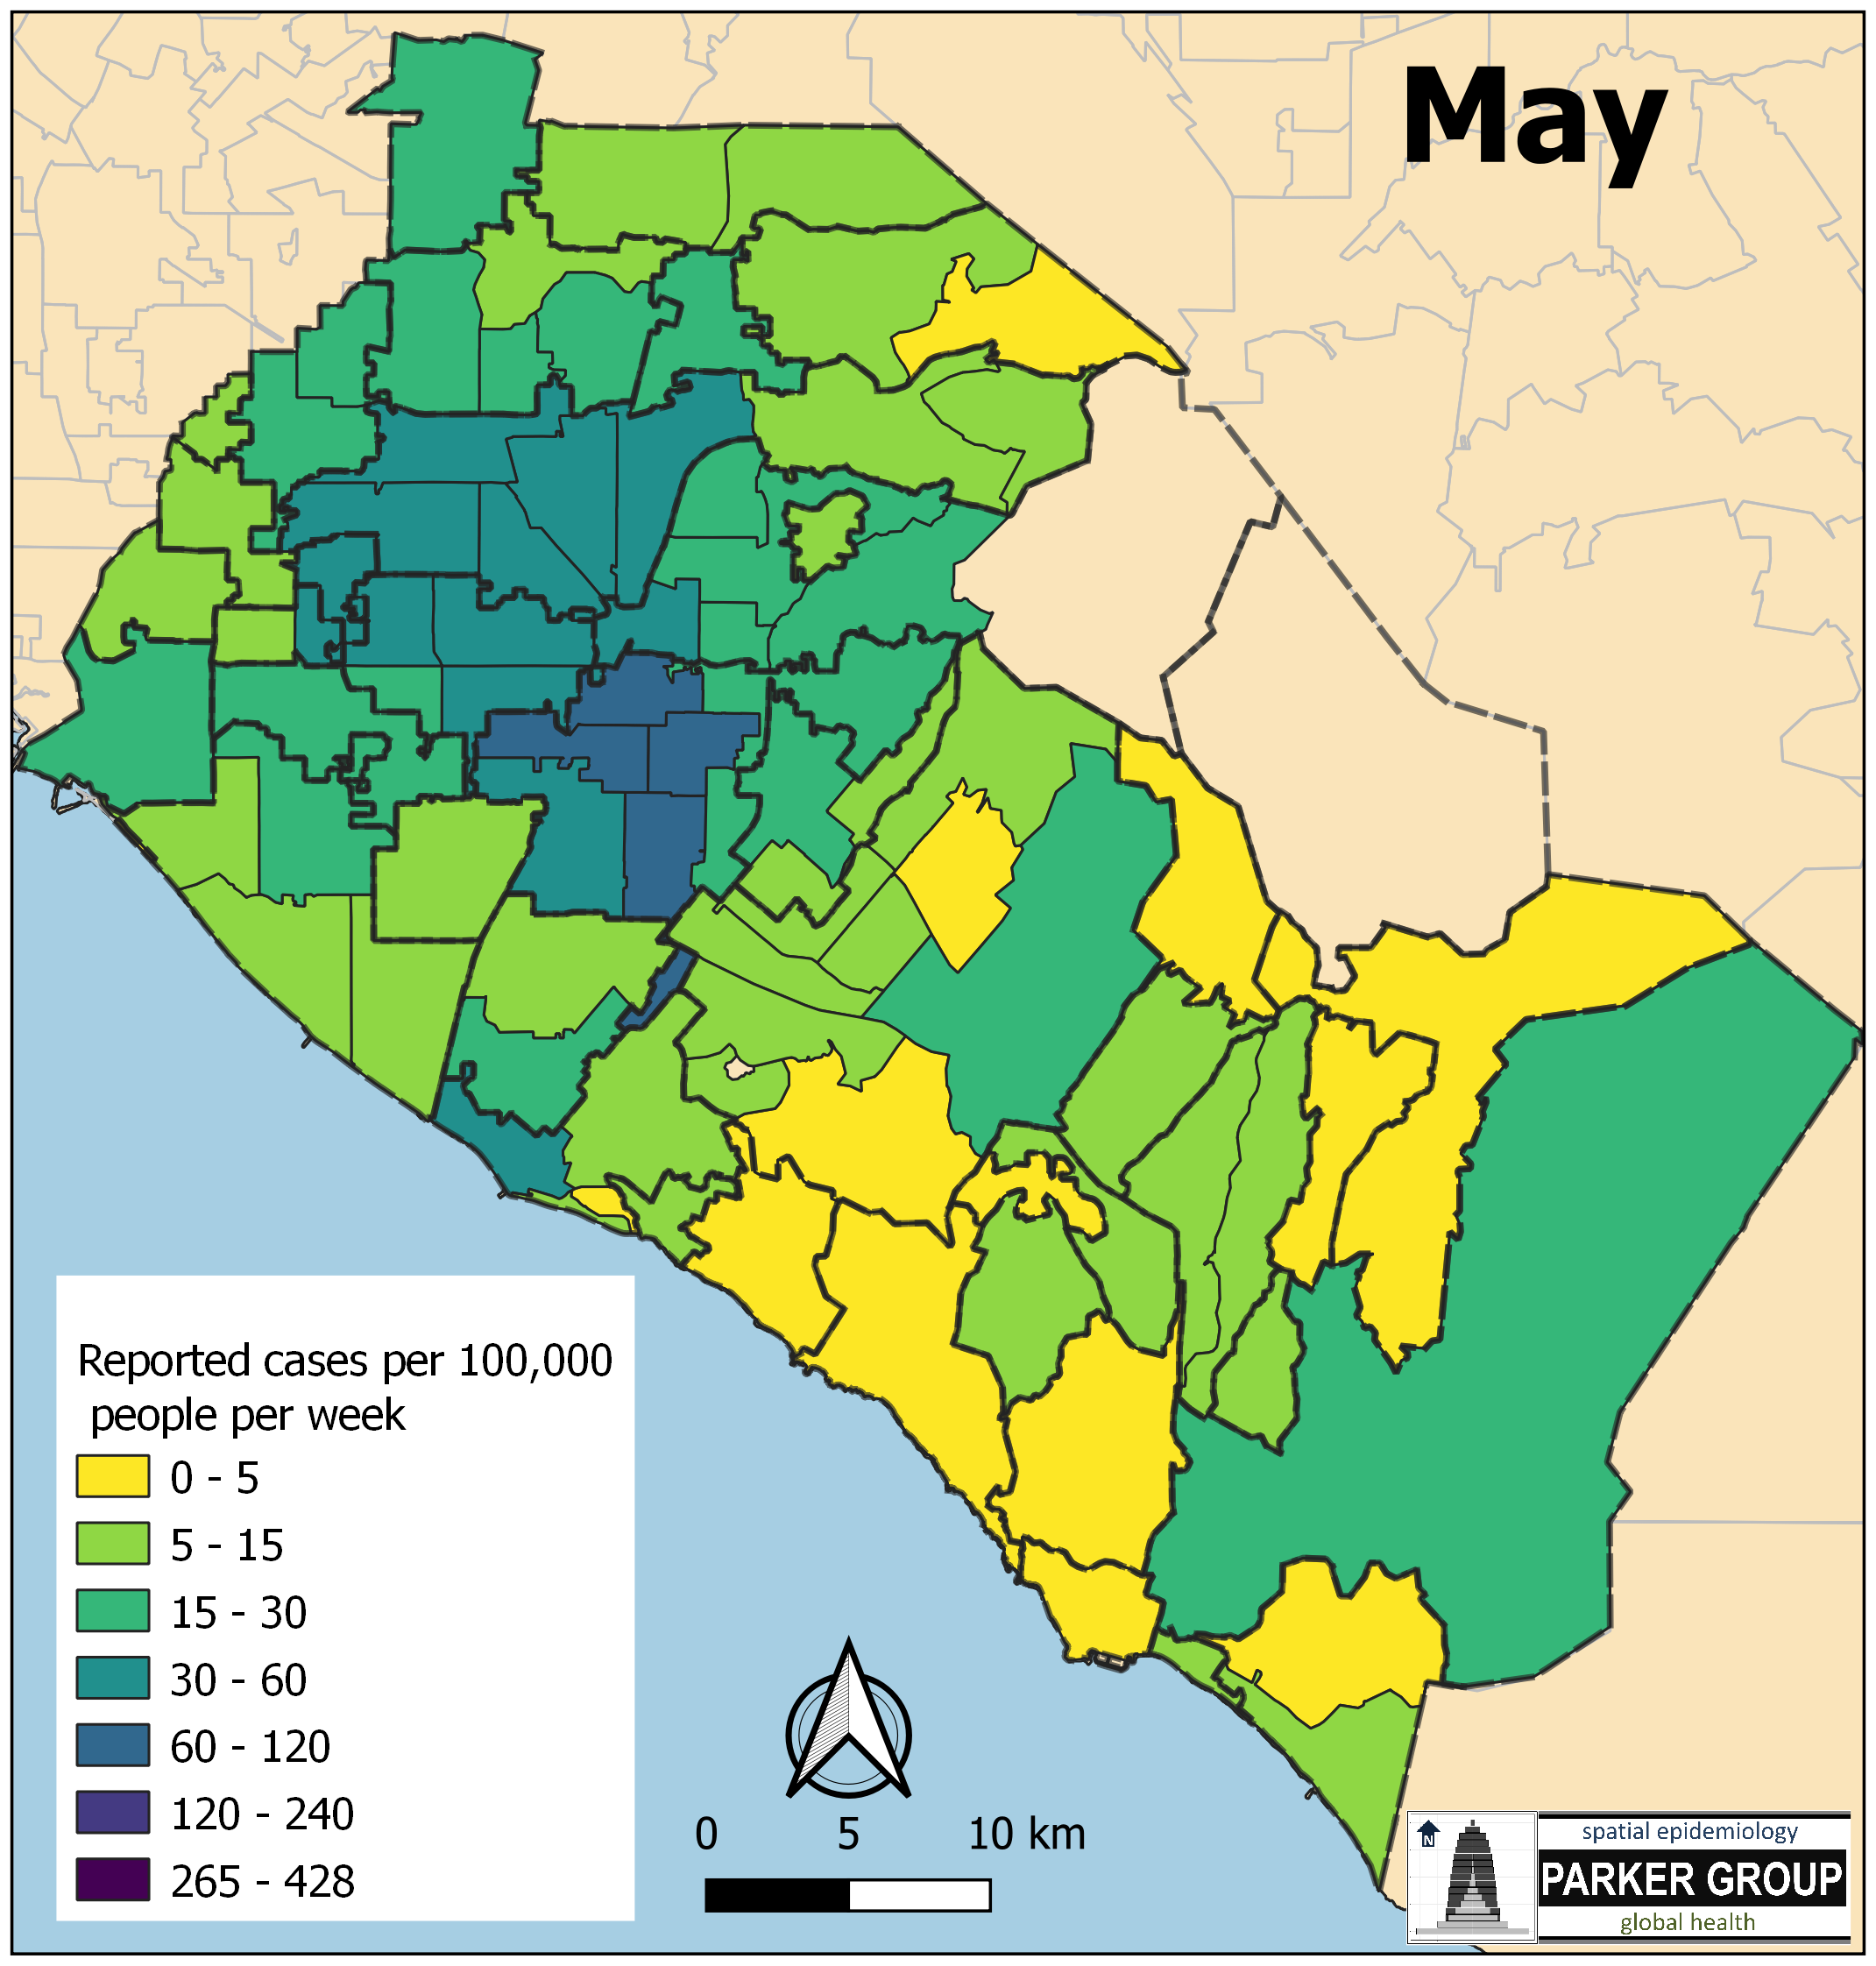 May
Reported cases per 100,000
people per week
0 - 5
5 - 15
15 - 30
30 - 60
60 - 120
120 - 240
265 - 428
0 5 10 km
N
spatial epidemiology
PARKER GROUP
global health